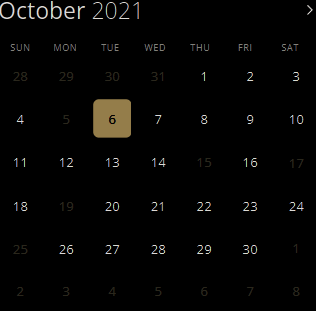 October 2021
SUN MON TUE WED THU FRI SAT
28 29 30 31 1 2 3
4 5 6 7 8 9 10
11 12 13 14 15 16 17
18 19 20 21 22 23 24
25 26 27 28 29 30 1
2 3 4 5 6 7 8